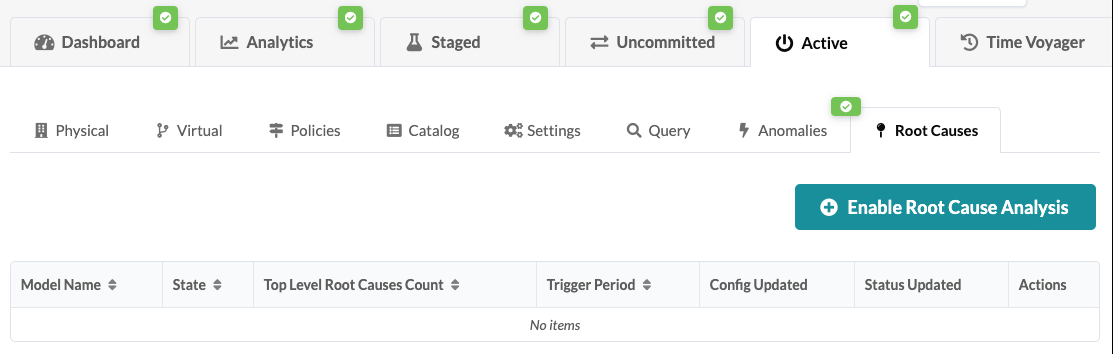 Dashboard Analytics Staged Uncommitted Active Time Voyager
Physical Virtual Policies Catalog Settings Query Anomalies Root Causes
Enable Root Cause Analysis
Model Name State Top Level Root Causes Count Trigger Period Config Updated Status Updated Actions
No items